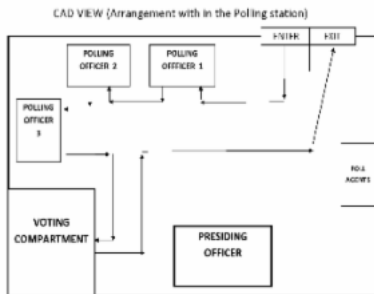 CAD VIEW (Arrangement with in the Polling station)
ENTER
EXIT
POLLING
OFFICER 2
POLLING
OFFFICER 1
POLLING
OFFICER
3
POLL
AGENTS
VOTING
COMPARTMENT
PRESIDING
OFFICER